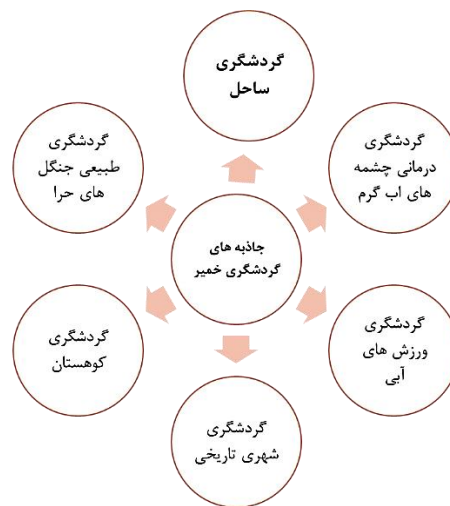 گردشگری
ساحل
گردشگری
درمانی چشمه
های اب گرم
گردشگری
ورزش های
آبی
گردشگری
شهری تاریخی
گردشگری
کوهستان
گردشگری
طبیعی جنگل
های حرا
جاذبه های
گردشگری خمیر